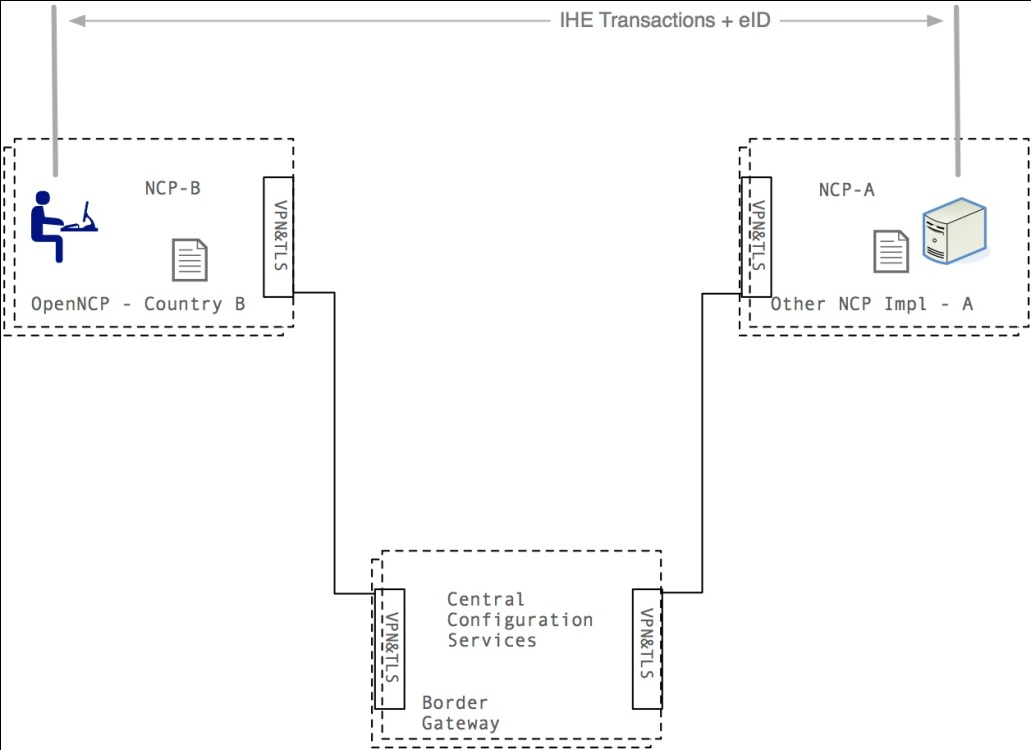 IHE Transactions + eID
NCP-B
VPN&TLS
OpenNCP - Country B
NCP-A
VPN&TLS
Other NCP Impl - A
Central
Configuration
Services
VPN&TLS
VPN&TLS
Border
Gateway